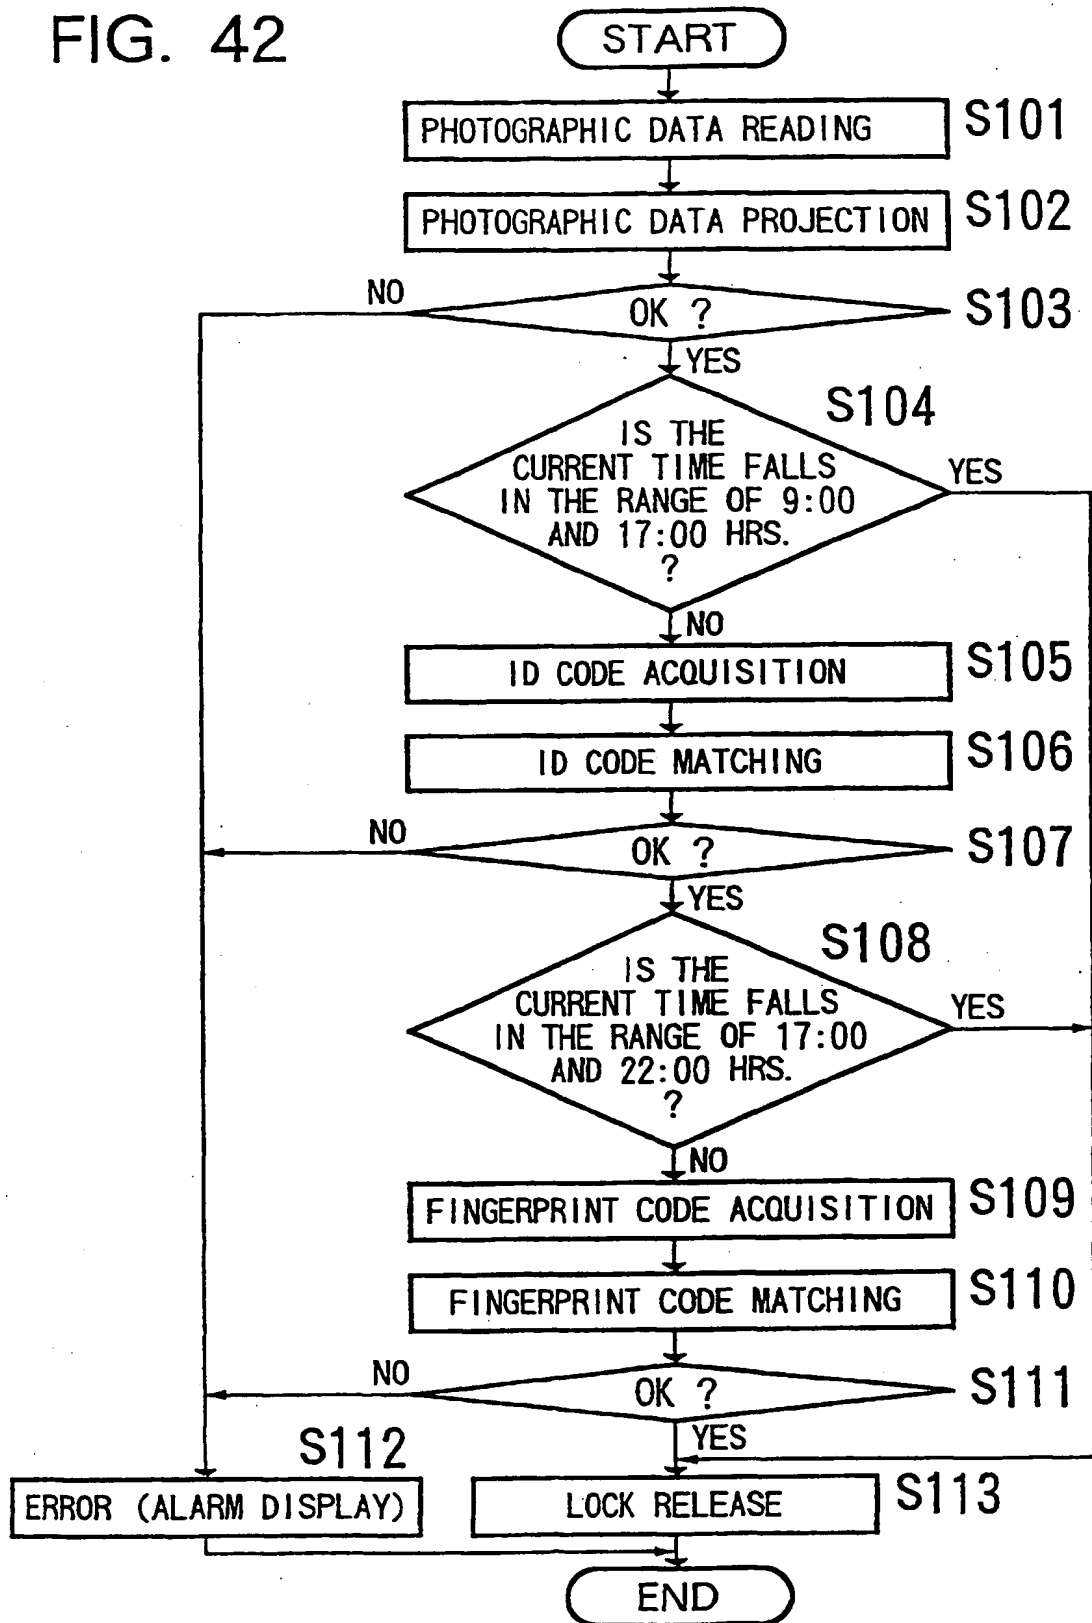 FIG. 42
START
PHOTOGRAPHIC DATA READING
S101
PHOTOGRAPHIC DATA PROJECTION
S102
NO
OK ?
S103
YES
S104
IS THE
CURRENT TIME FALLS
IN THE RANGE OF 9:00
AND 17:00 HRS.
?
YES
NO
ID CODE ACQUISITION
S105
ID CODE MATCHING
S106
NO
OK ?
S107
YES
S108
IS THE
CURRENT TIME FALLS
IN THE RANGE OF 17:00
AND 22:00 HRS.
?
YES
NO
FINGERPRINT CODE ACQUISITION
S109
FINGERPRINT CODE MATCHING
S110
NO
OK ?
S111
YES
S112
ERROR (ALARM DISPLAY)
LOCK RELEASE
S113
END